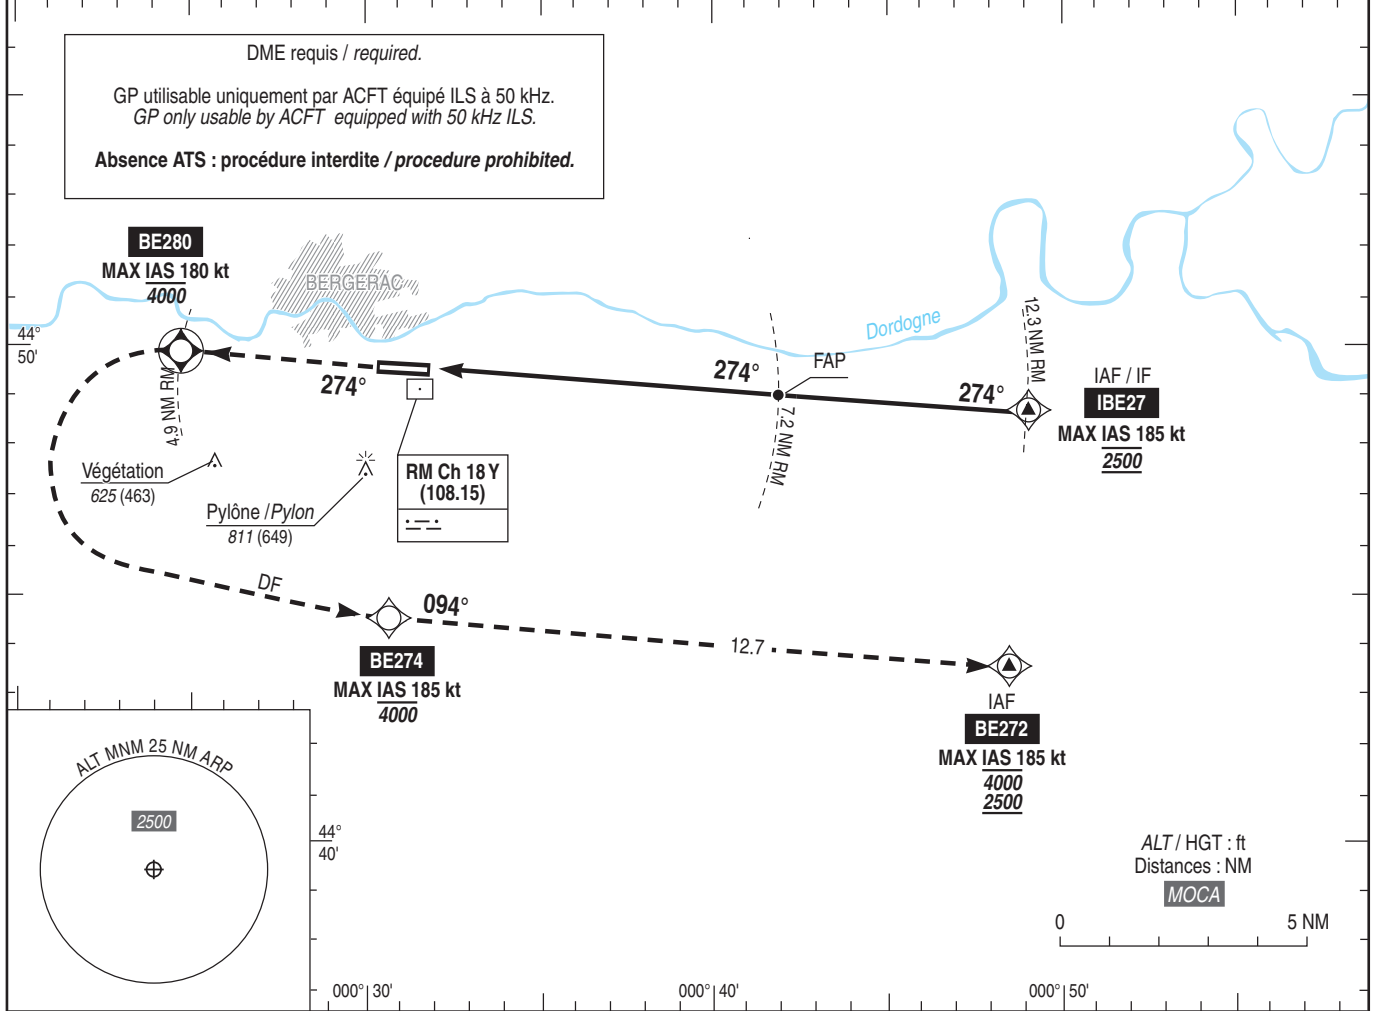 DME requis / required.
GP utilisable uniquement par ACFT équipé ILS à 50 kHz.
GP only usable by ACFT equipped with 50 kHz ILS.
Absence ATS : procédure interdite / procedure prohibited.
BE280
MAX IAS 180 kt
4000
BERGERAC
Dordogne
44°
50'
4.9 NM RM
274°
274°
FAP
7.2 NM RM
274°
12.3 NM RM
IAF / IF
IBE27
MAX IAS 185 kt
2500
Végétation
625 (463)
Pylône / Pylon
811 (649)
RM Ch 18 Y
(108.15)
DF
094°
12.7
BE274
MAX IAS 185 kt
4000
IAF
BE272
MAX IAS 185 kt
4000
2500
ALT MNM 25 NM ARP
2500
44°
40'
ALT / HGT : ft
Distances : NM
MOCA
0 5 NM
000° 30'
000° 40'
000° 50'